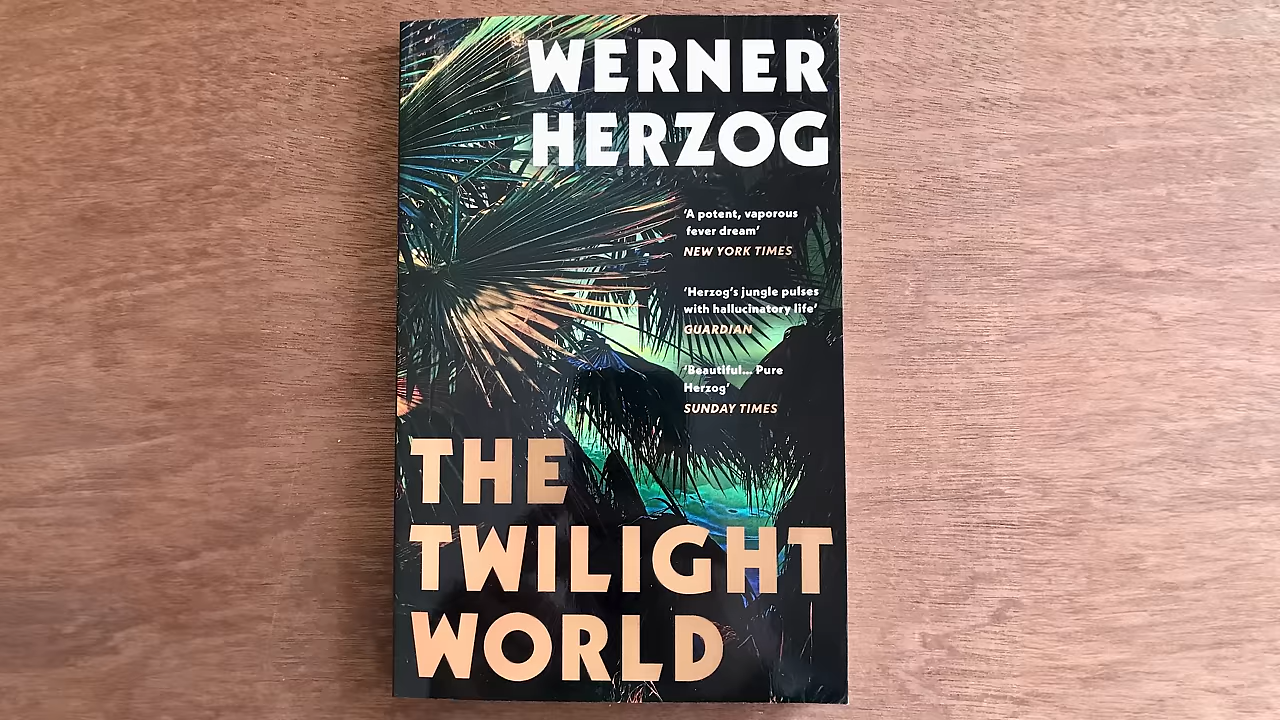 WERNER
HERZOG
‘A potent, vaporous
fever dream’
NEW YORK TIMES
‘Herzog’s jungle pulses
with hallucinatory life’
GUARDIAN
‘Beautiful... Pure
Herzog’
SUNDAY TIMES
THE
TWILIGHT
WORLD